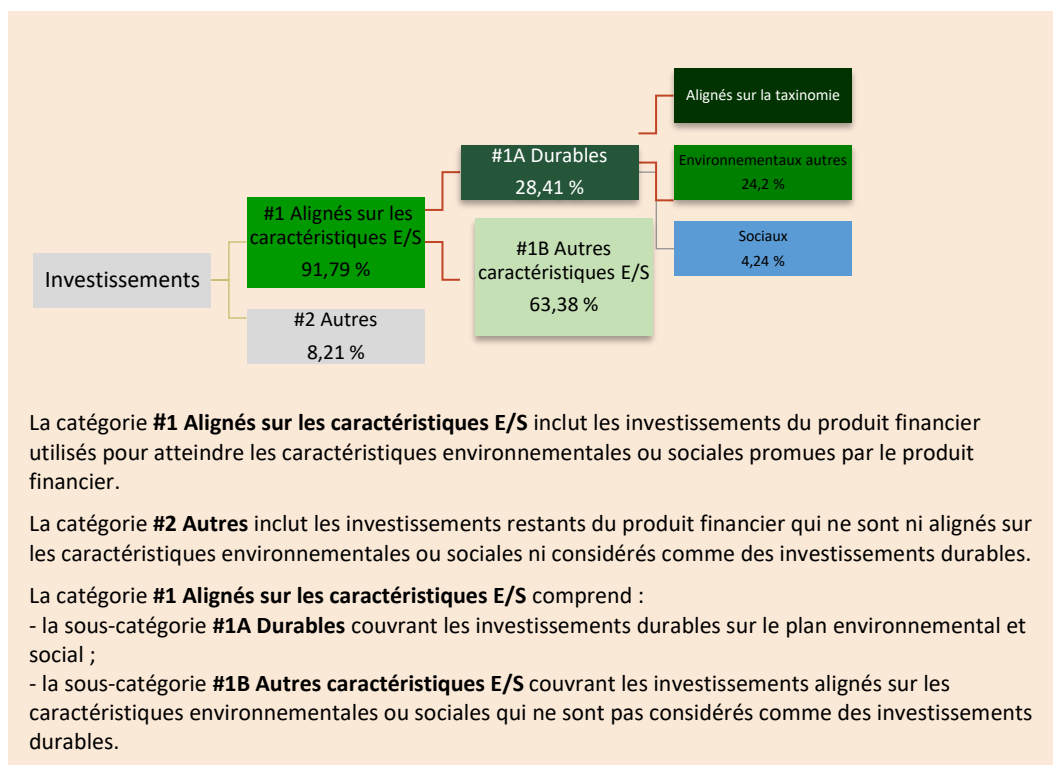 Alignés sur la taxinomie
#1A Durables
28,41 %
Environnementaux autres
24,2 %
#1 Alignés sur les
caractéristiques E/S
91,79 %
#1B Autres
caractéristiques E/S
63,38 %
Sociaux
4,24 %
Investissements
#2 Autres
8,21 %
La catégorie #1 Alignés sur les caractéristiques E/S inclut les investissements du produit financier
utilisés pour atteindre les caractéristiques environnementales ou sociales promues par le produit
financier.
La catégorie #2 Autres inclut les investissements restants du produit financier qui ne sont ni alignés sur
les caractéristiques environnementales ou sociales ni considérés comme des investissements durables.
La catégorie #1 Alignés sur les caractéristiques E/S comprend :
- la sous-catégorie #1A Durables couvrant les investissements durables sur le plan environnemental et
social ;
- la sous-catégorie #1B Autres caractéristiques E/S couvrant les investissements alignés sur les
caractéristiques environnementales ou sociales qui ne sont pas considérés comme des investissements
durables.